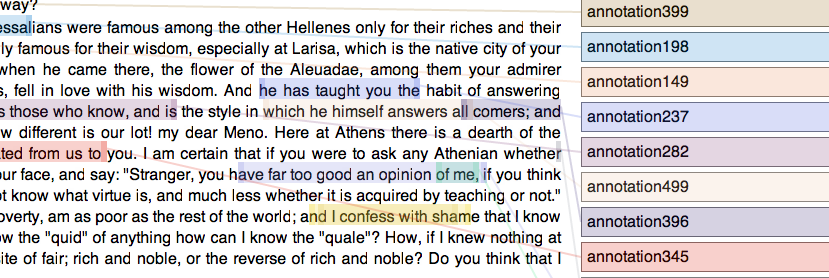 way?
essalians were famous among the other Hellenes only for their riches and their
ly famous for their wisdom, especially at Larisa, which is the native city of your
when he came there, the flower of the Aleuadae, among them your admirer
s, fell in love with his wisdom. And he has taught you the habit of answering
s those who know, and is the style in which he himself answers all comers; and
w different is our lot! my dear Meno. Here at Athens there is a dearth of the
ated from us to you. I am certain that if you were to ask any Athenian whether
our face, and say: "Stranger, you have far too good an opinion of me, if you think
ot know what virtue is, and much less whether it is acquired by teaching or not."
overty, am as poor as the rest of the world; and I confess with shame that I know
ow the "quid" of anything how can I know the "quale"? How, if I knew nothing at
site of fair; rich and noble, or the reverse of rich and noble? Do you think that I
annotation399
annotation198
annotation149
annotation237
annotation282
annotation499
annotation396
annotation345